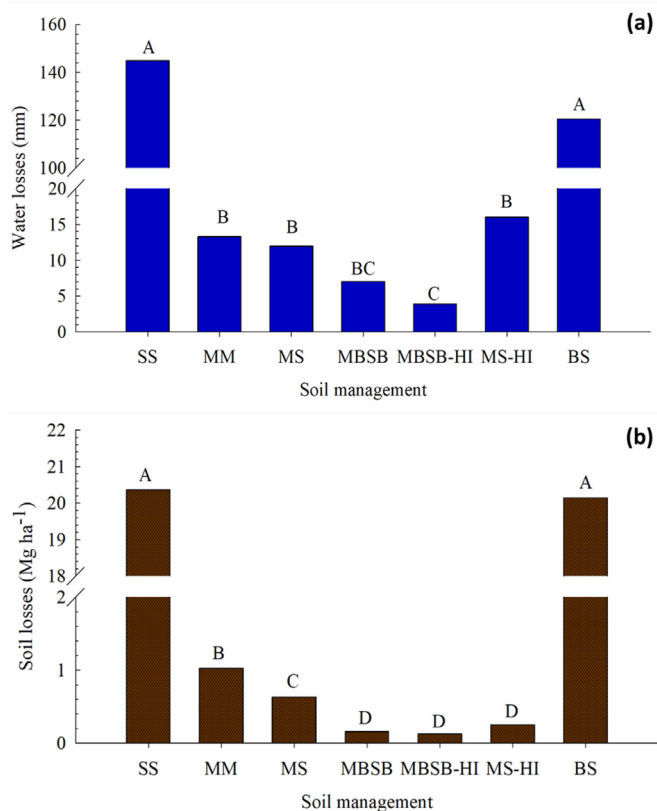 (a)
160
140
120
100
20
15
10
5
0
Water losses (mm)
A
B
B
BC
C
B
A
SS MM MS MBSB MBSB-HI MS-HI BS
Soil management
(b)
22
21
20
19
18
2
1
0
Soil losses (Mg ha⁻¹)
A
B
C
D
D
D
A
SS MM MS MBSB MBSB-HI MS-HI BS
Soil management